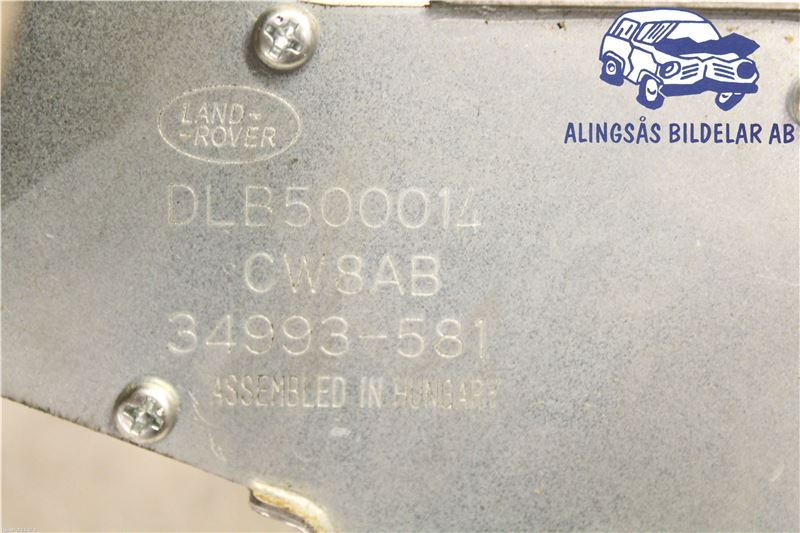 LAND-
-ROVER
DLB500014
CW8AB
34993-581
ASSEMBLED IN HUNGARY
ALINGSÅS BILDELAR AB